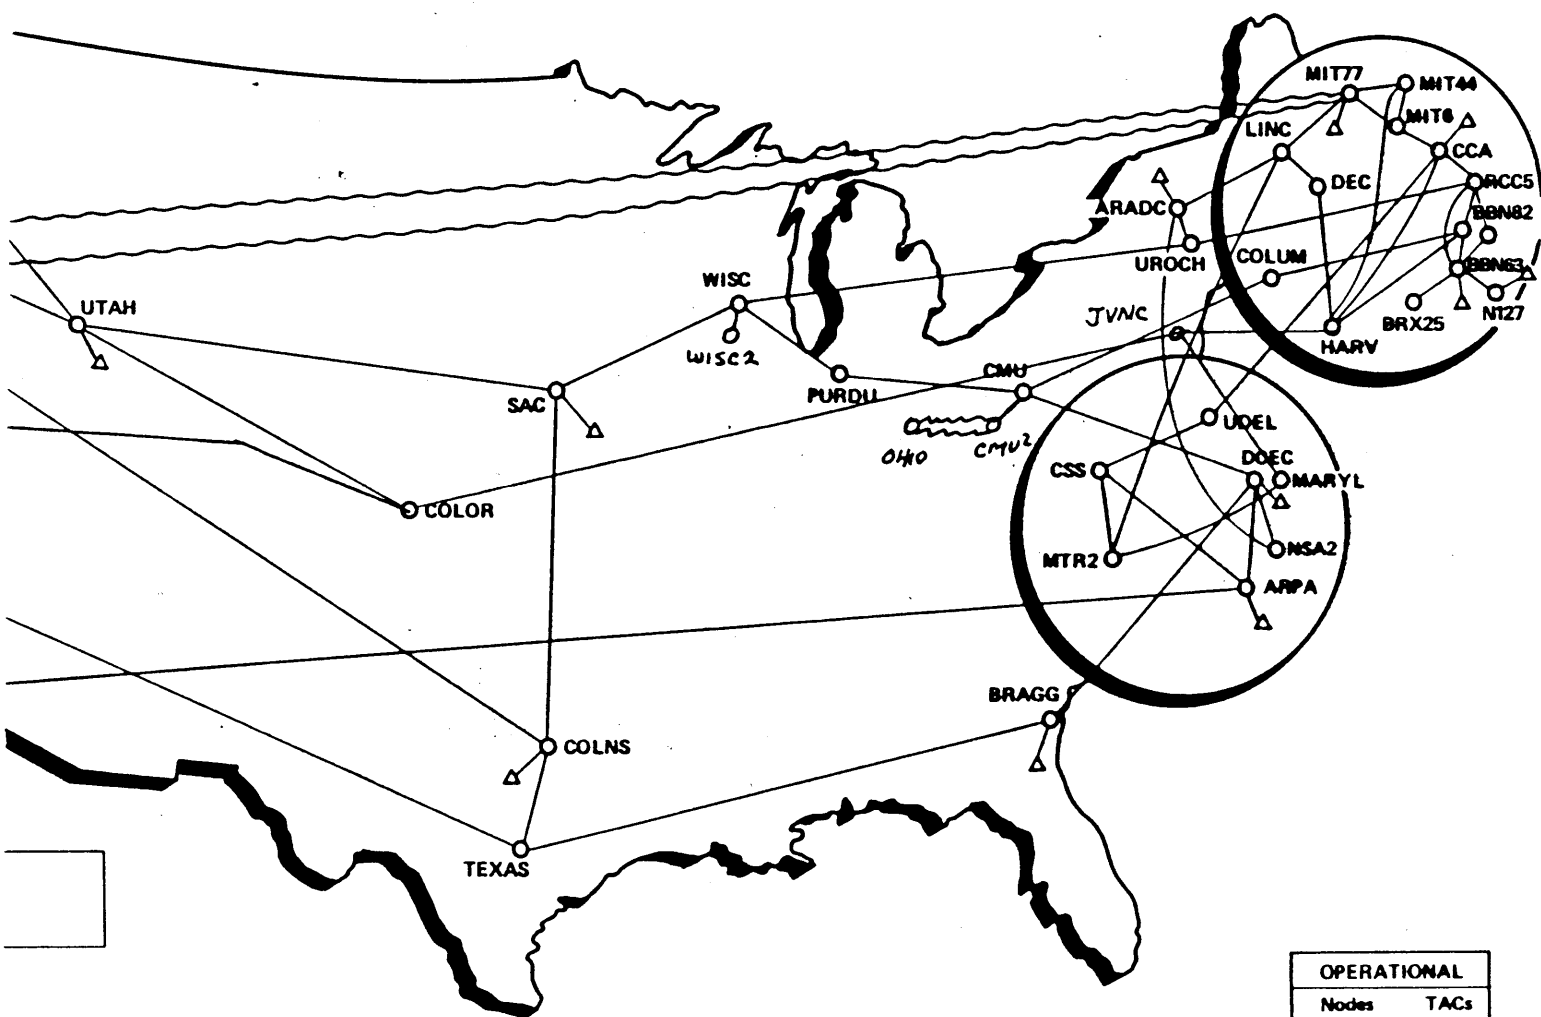 MIT77
MIT44
MIT6
LINC
CCA
DEC
RCC5
ARADC
BBN82
UROCH
COLUM
BBN63
WISC
UTAH
JVNC
BRX25
N127
HARV
WISC2
CMU
PURDU
SAC
UDEL
OHIO
CMU2
DCEC
CSS
MARYL
COLOR
NSA2
MTR2
ARPA
BRAGG
COLNS
TEXAS
OPERATIONAL
Nodes TACs